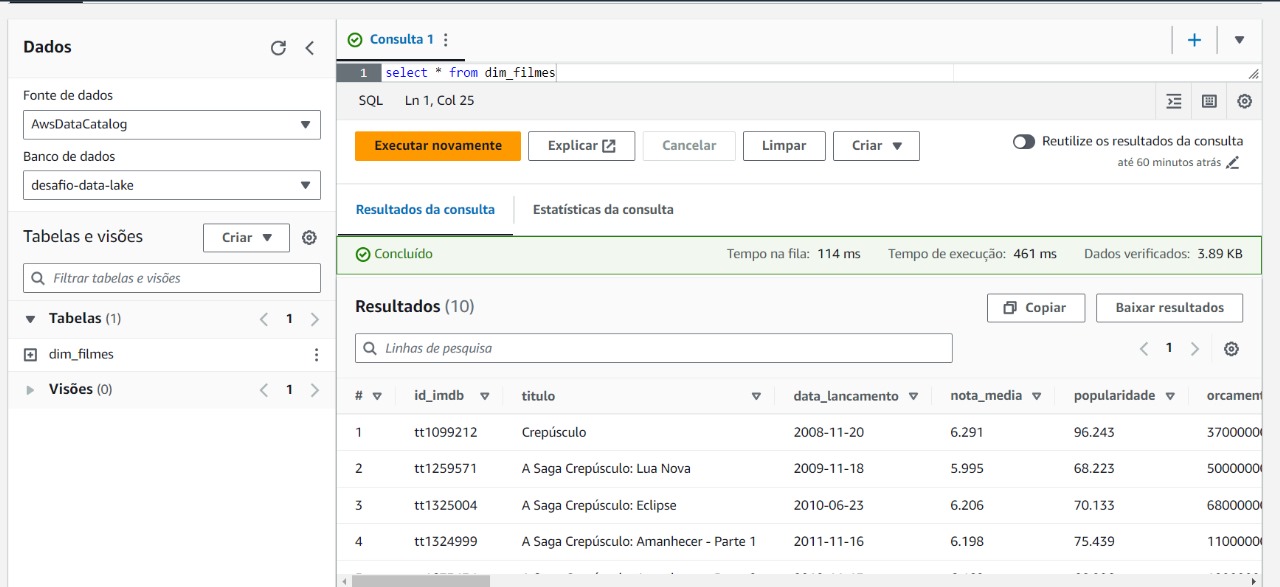 Dados
Fonte de dados
AwsDataCatalog
Banco de dados
desafio-data-lake
Tabelas e visões
Criar
Filtrar tabelas e visões
Tabelas (1)
1
dim_filmes
Visões (0)
1
Consulta 1
1 select * from dim_filmes
SQL Ln 1, Col 25
Executar novamente Explicar Cancelar Limpar Criar
Reutilize os resultados da consulta
até 60 minutos atrás
Resultados da consulta Estatísticas da consulta
Concluído Tempo na fila: 114 ms Tempo de execução: 461 ms Dados verificados: 3.89 KB
Resultados (10) Copiar Baixar resultados
Linhas de pesquisa 1
# id_imdb titulo data_lancamento nota_media popularidade orcament
1 tt1099212 Crepúsculo 2008-11-20 6.291 96.243 3700000
2 tt1259571 A Saga Crepúsculo: Lua Nova 2009-11-18 5.995 68.223 5000000
3 tt1325004 A Saga Crepúsculo: Eclipse 2010-06-23 6.206 70.133 6800000
4 tt1324999 A Saga Crepúsculo: Amanhecer - Parte 1 2011-11-16 6.198 75.439 1100000